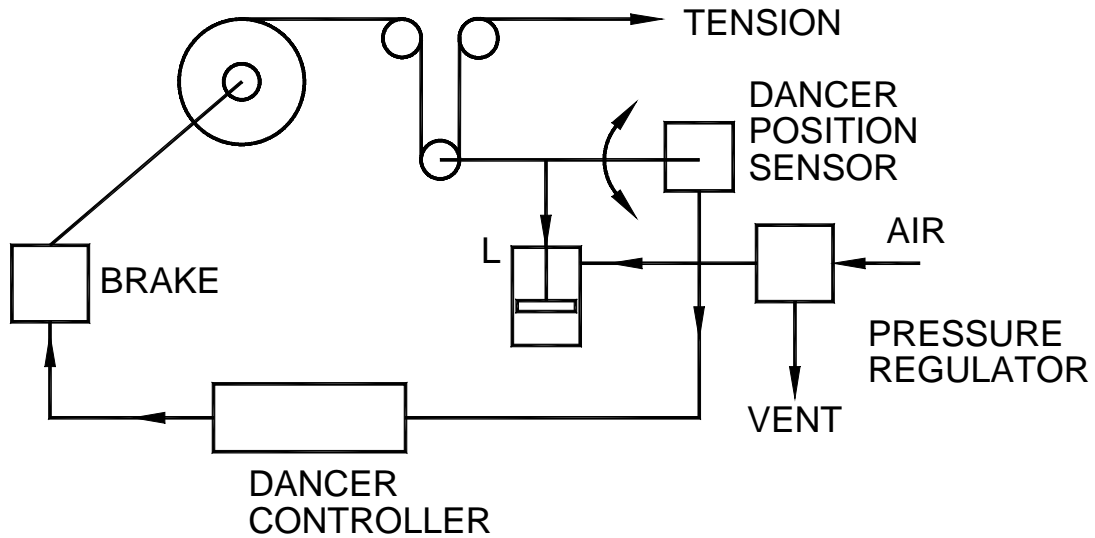 TENSION
DANCER
POSITION
SENSOR
L
AIR
BRAKE
PRESSURE
REGULATOR
VENT
DANCER
CONTROLLER